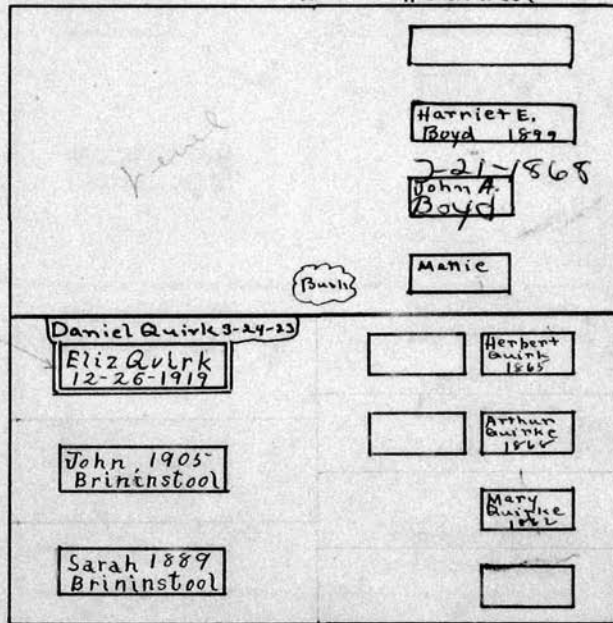 Harriet E.
Boyd 1899
7-21-1868
John A.
Boyd
Manie
Bush
Daniel Quirk 3-24-23
Eliz Quirk
12-26-1919
John, 1905
Brininstool
Sarah 1889
Brininstool
Herbert
Quirk
1865
Arthur
Quirke
Mary
Quirke